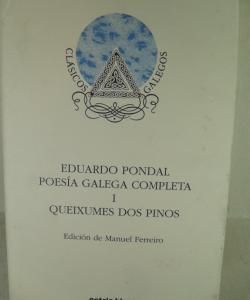 CLÁSICOS GALEGOS
EDUARDO PONDAL
POESÍA GALEGA COMPLETA
I
QUEIXUMES DOS PINOS
Edición de Manuel Ferreiro